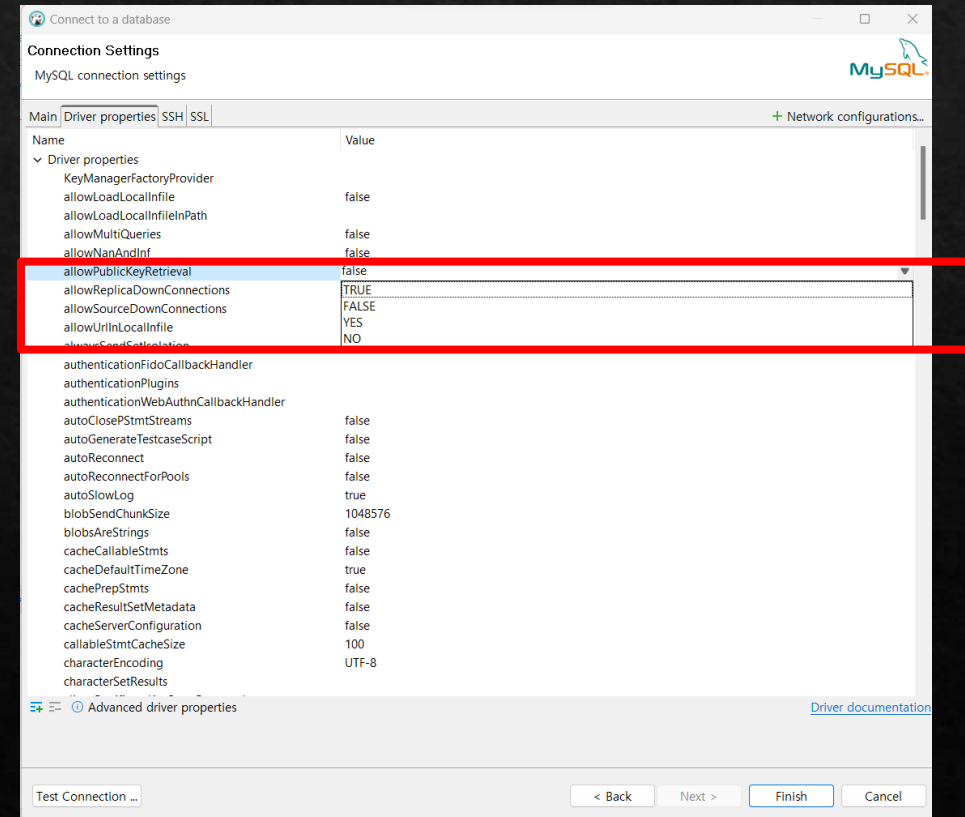 Connect to a database
Connection Settings
MySQL connection settings
MySQL
Main Driver properties SSH SSL
+ Network configurations...
Name Value
Driver properties
KeyManagerFactoryProvider
allowLoadLocalInfile false
allowLoadLocalInfileInPath
allowMultiQueries false
allowNanAndInf false
allowPublicKeyRetrieval false
allowReplicaDownConnections TRUE
allowSourceDownConnections FALSE
allowUrlInLocalInfile YES
alwaysSendSetIsolation NO
authenticationFidoCallbackHandler
authenticationPlugins
authenticationWebAuthnCallbackHandler
autoClosePStmtStreams false
autoGenerateTestcaseScript false
autoReconnect false
autoReconnectForPools false
autoSlowLog true
blobSendChunkSize 1048576
blobsAreStrings false
cacheCallableStmts false
cacheDefaultTimeZone true
cachePrepStmts false
cacheResultSetMetadata false
cacheServerConfiguration false
callableStmtCacheSize 100
characterEncoding UTF-8
characterSetResults
Advanced driver properties Driver documentation
Test Connection ... < Back Next > Finish Cancel